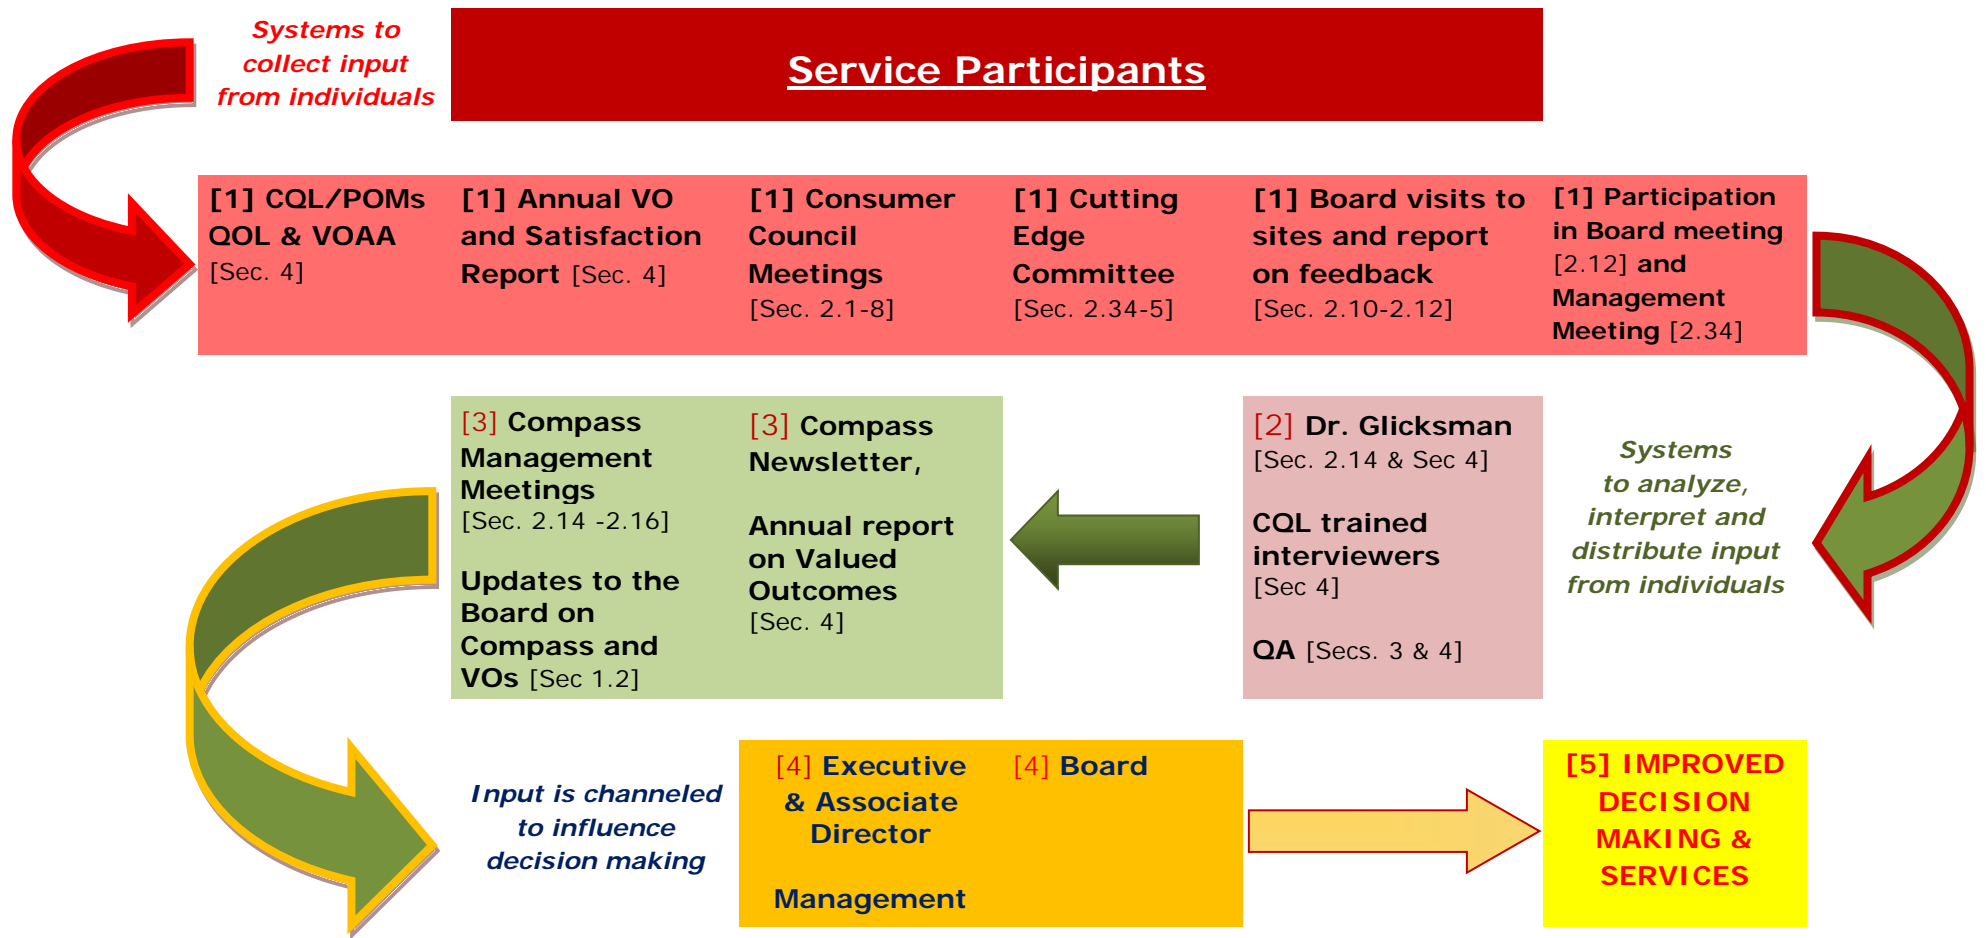 Systems to
collect input
from individuals
Service Participants
[1] CQL/POMs
QOL & VOAA
[Sec. 4]
[1] Annual VO
and Satisfaction
Report [Sec. 4]
[1] Consumer
Council
Meetings
[Sec. 2.1-8]
[1] Cutting
Edge
Committee
[Sec. 2.34-5]
[1] Board visits to
sites and report
on feedback
[Sec. 2.10-2.12]
[1] Participation
in Board meeting
[2.12] and
Management
Meeting [2.34]
Systems
to analyze,
interpret and
distribute input
from individuals
[2] Dr. Glicksman
[Sec. 2.14 & Sec 4]
CQL trained
interviewers
[Sec 4]
QA [Secs. 3 & 4]
[3] Compass
Management
Meetings
[Sec. 2.14 -2.16]
Updates to the
Board on
Compass and
VOs [Sec 1.2]
[3] Compass
Newsletter,
Annual report
on Valued
Outcomes
[Sec. 4]
Input is channeled
to influence
decision making
[4] Executive
& Associate
Director
Management
[4] Board
[5] IMPROVED
DECISION
MAKING &
SERVICES